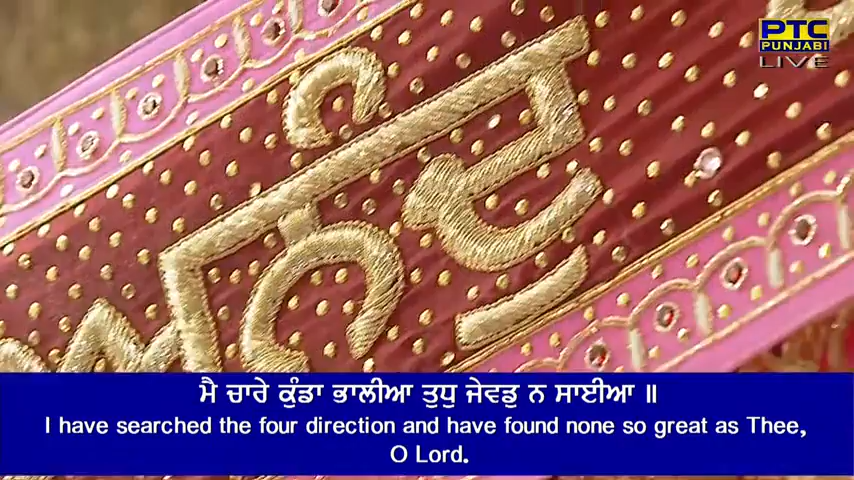 PTC
PUNJABI
LIVE
ਮੈ ਚਾਰੇ ਕੁੰਡਾ ਭਾਲੀਆ ਤੁਧੁ ਜੇਵਡੁ ਨ ਸਾਈਆ ॥
I have searched the four direction and have found none so great as Thee,
O Lord.